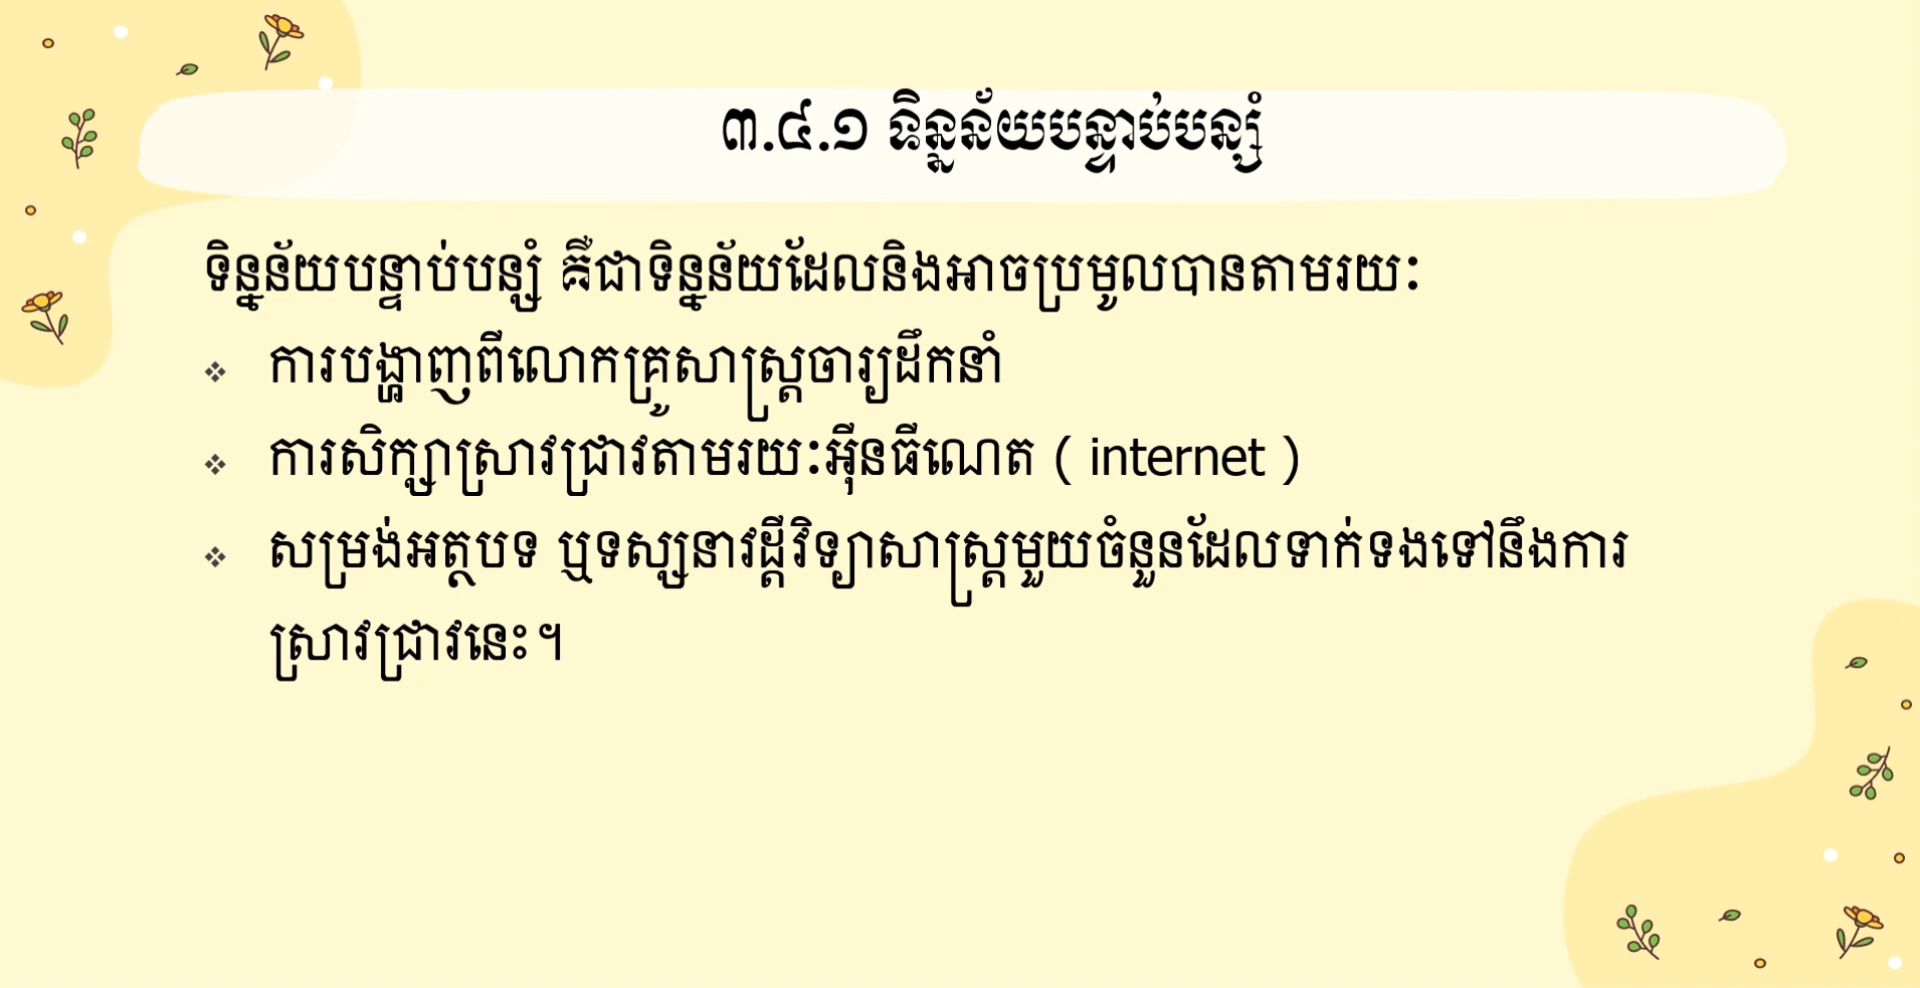 ៣.៤.១ ទិន្នន័យបន្ទាប់បន្សំ
ទិន្នន័យបន្ទាប់បន្សំ គឺជាទិន្នន័យដែលនិងអាចប្រមូលបានតាមរយៈ
❖ ការបង្ហាញពីលោកគ្រូសាស្ត្រចារ្យដឹកនាំ
❖ ការសិក្សាស្រាវជ្រាវតាមរយៈអ៊ីនធីណេត ( internet )
❖ សម្រង់អត្ថបទ ឬទស្សនាវដ្ដីវិទ្យាសាស្ត្រមួយចំនួនដែលទាក់ទងទៅនឹងការ
ស្រាវជ្រាវនេះ។